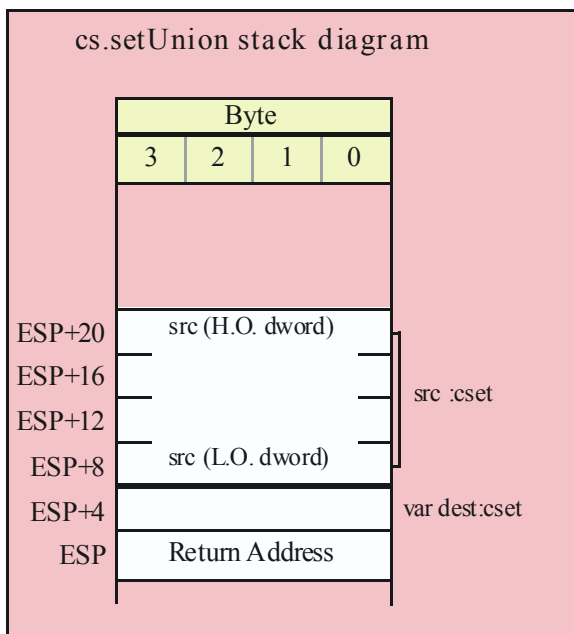 cs.setUnion stack diagram
Byte
3 2 1 0
ESP+20 src (H.O. dword)
ESP+16
src :cset
ESP+12
ESP+8 src (L.O. dword)
ESP+4 var dest:cset
ESP Return Address